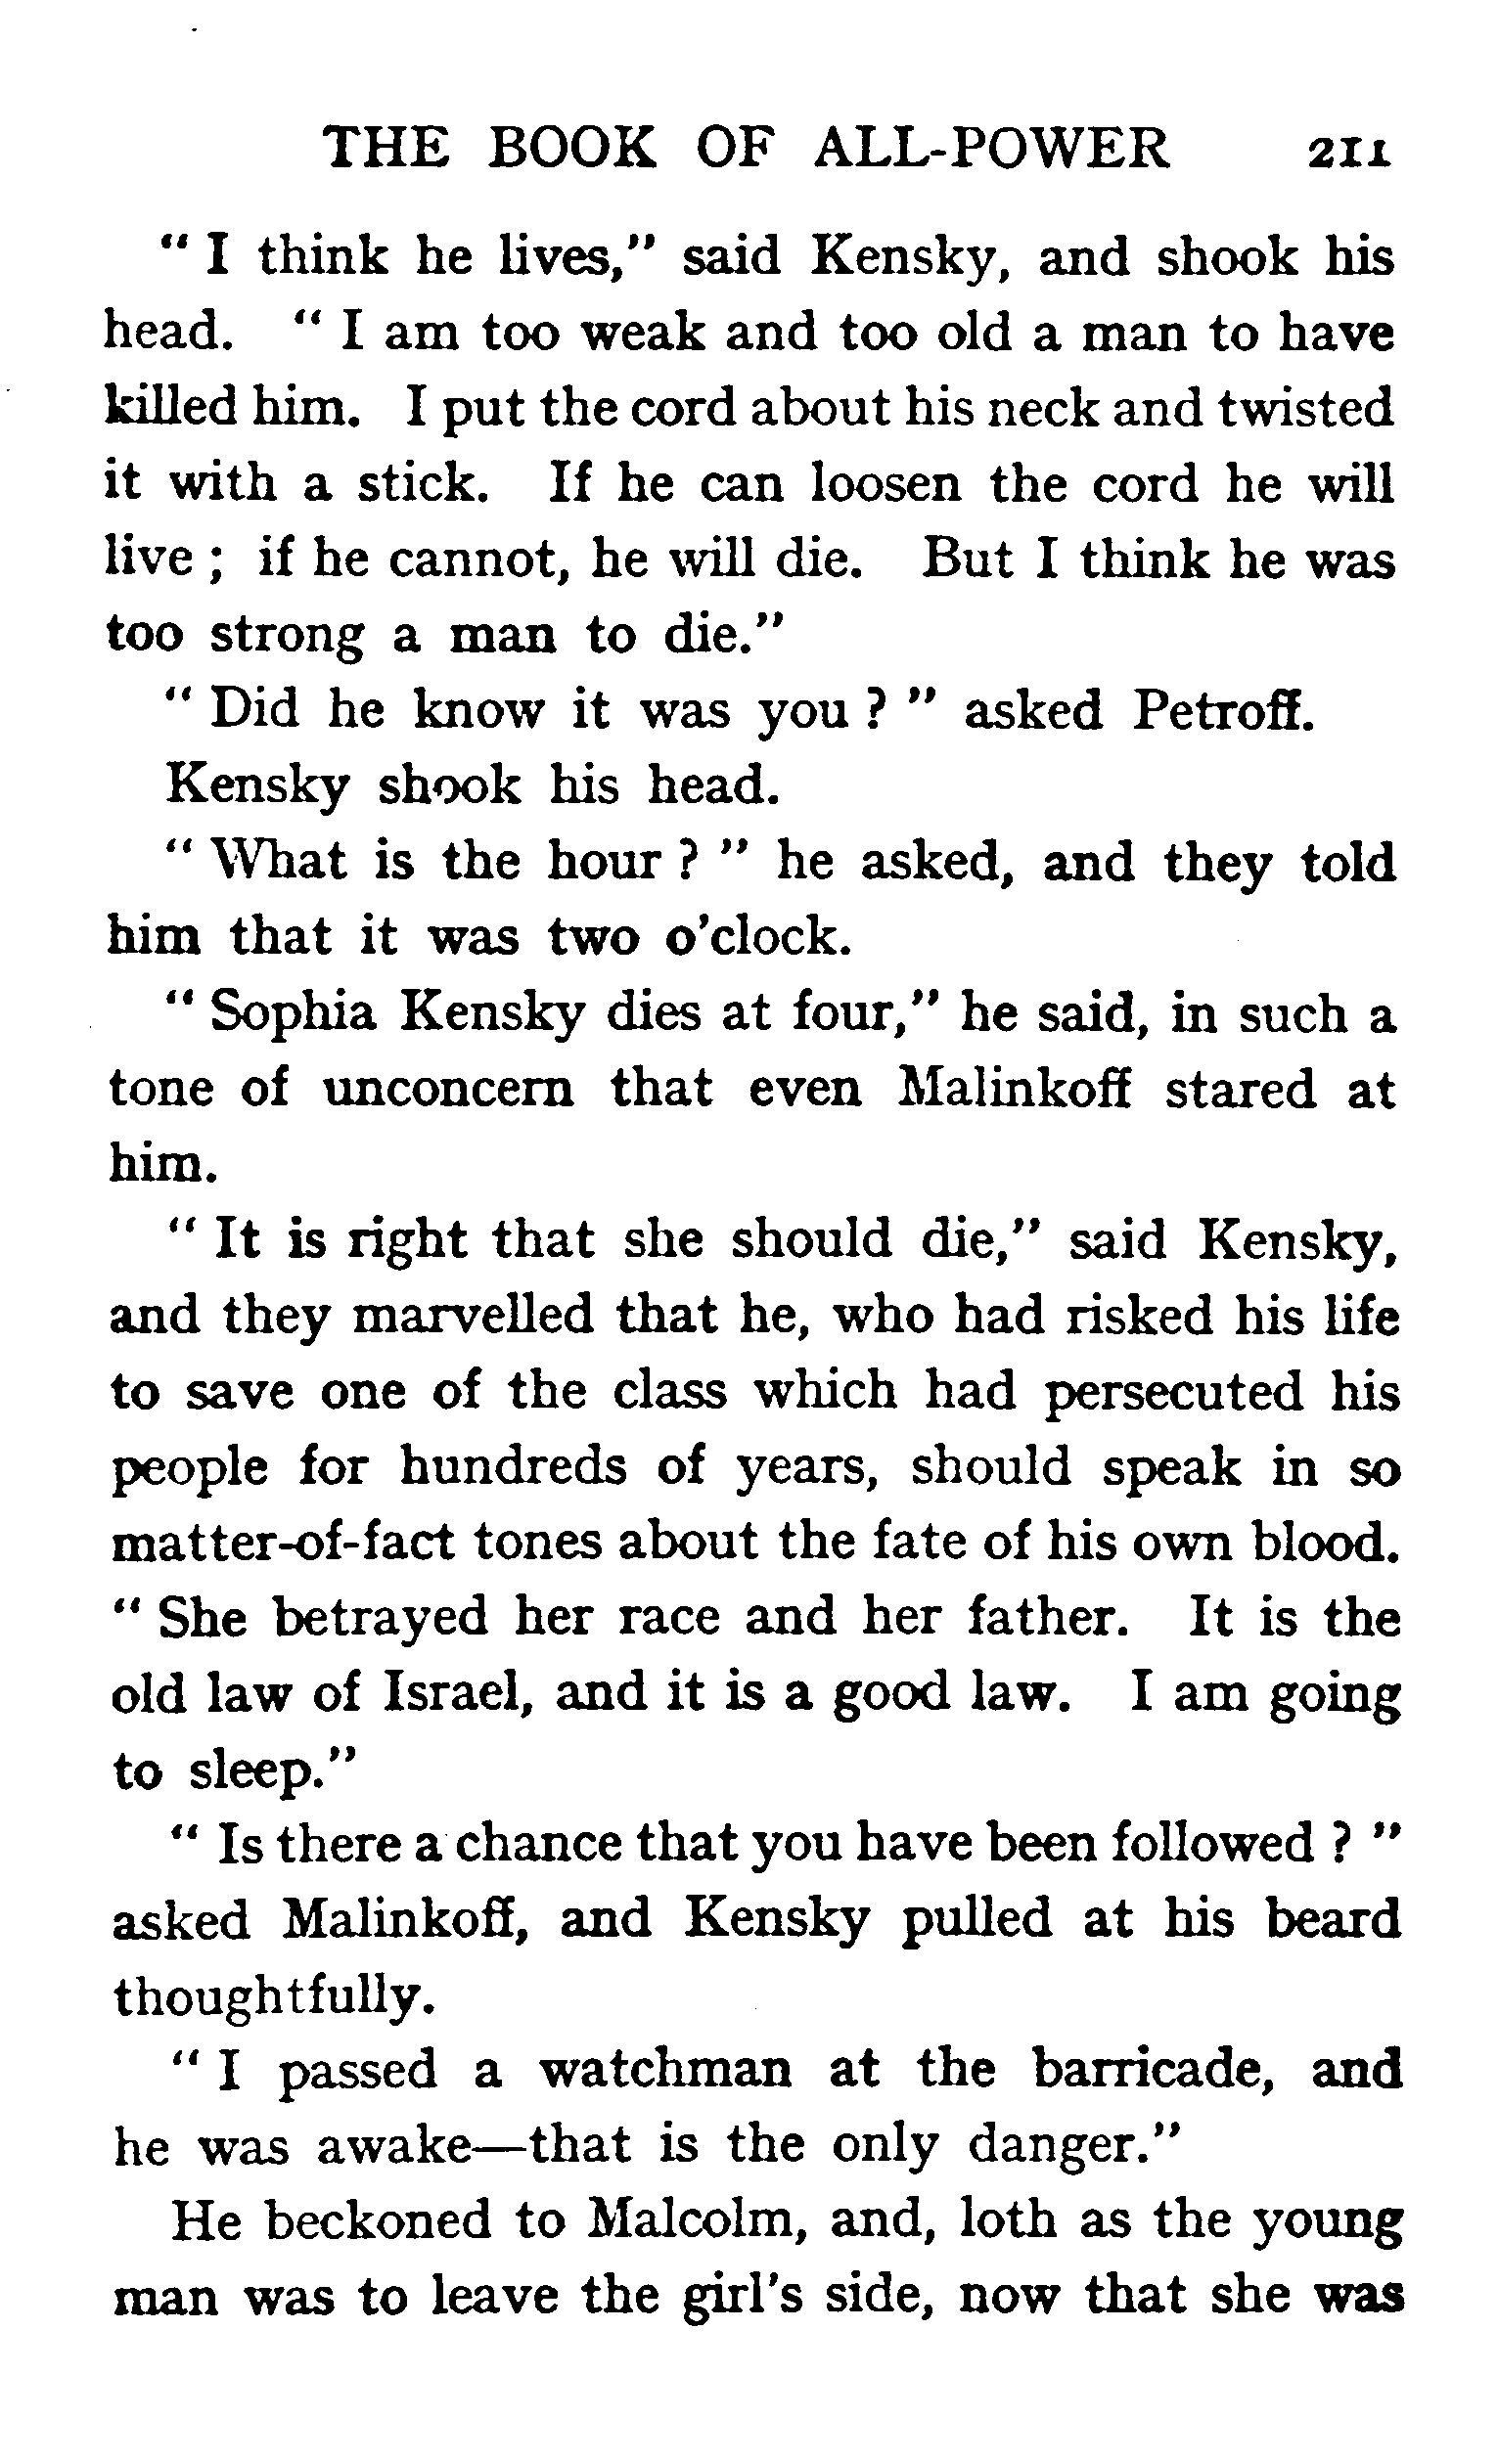 THE BOOK OF ALL-POWER 211
" I think he lives," said Kensky, and shook his
head. " I am too weak and too old a man to have
killed him. I put the cord about his neck and twisted
it with a stick. If he can loosen the cord he will
live ; if he cannot, he will die. But I think he was
too strong a man to die."
" Did he know it was you ? " asked Petroff.
Kensky shook his head.
" What is the hour ? " he asked, and they told
him that it was two o'clock.
" Sophia Kensky dies at four," he said, in such a
tone of unconcern that even Malinkoff stared at
him.
" It is right that she should die," said Kensky,
and they marvelled that he, who had risked his life
to save one of the class which had persecuted his
people for hundreds of years, should speak in so
matter-of-fact tones about the fate of his own blood.
" She betrayed her race and her father. It is the
old law of Israel, and it is a good law. I am going
to sleep."
" Is there a chance that you have been followed ? "
asked Malinkoff, and Kensky pulled at his beard
thoughtfully.
" I passed a watchman at the barricade, and
he was awake—that is the only danger."
He beckoned to Malcolm, and, loth as the young
man was to leave the girl's side, now that she was